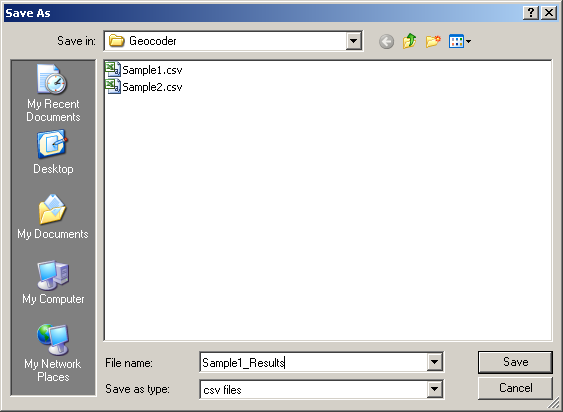 Save As
Save in: Geocoder
Sample1.csv
Sample2.csv
My Recent
Documents
Desktop
My Documents
My Computer
My Network
Places
File name: Sample1_Results Save
Save as type: csv files Cancel